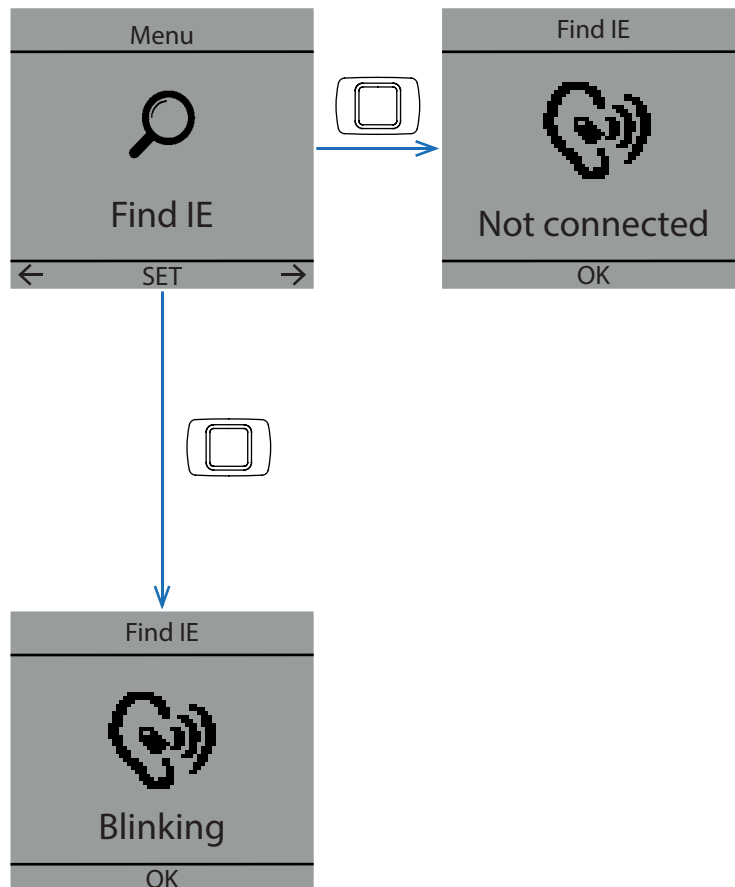 Menu
Find IE
← SET →
Find IE
Not connected
OK
Find IE
Blinking
OK